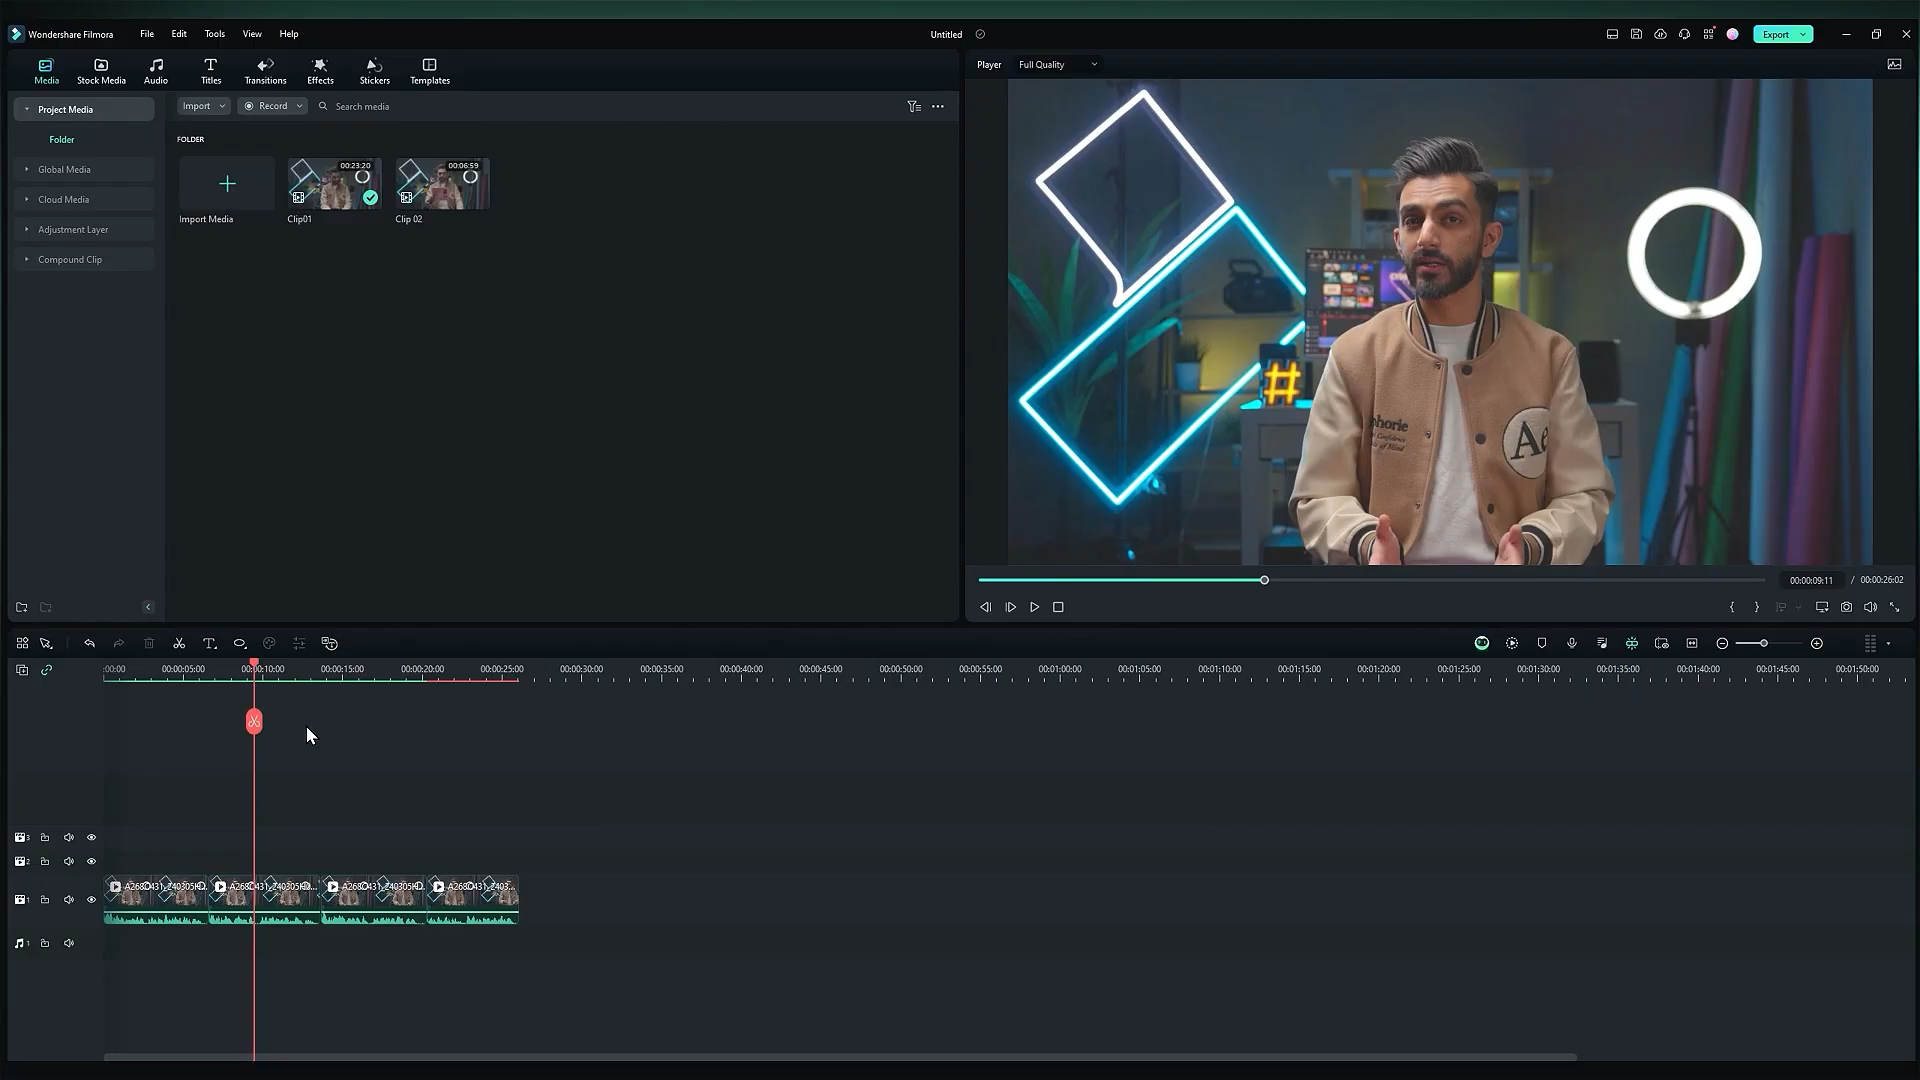 Wondershare Filmora File Edit Tools View Help Untitled Export
Media Stock Media Audio Titles Transitions Effects Stickers Templates
Player Full Quality
Project Media
Folder
Global Media
Cloud Media
Adjustment Layer
Compound Clip
Import Record Search media
FOLDER
Import Media
00:23:20
Clip01
00:06:59
Clip 02
#
phorie
Ae
00:00:09:11 / 00:00:26:02
:00:00 00:00:05:00 00:00:10:00 00:00:15:00 00:00:20:00 00:00:25:00 00:00:30:00 00:00:35:00 00:00:40:00 00:00:45:00 00:00:50:00 00:00:55:00 00:01:00:00 00:01:05:00 00:01:10:00 00:01:15:00 00:01:20:00 00:01:25:00 00:01:30:00 00:01:35:00 00:01:40:00 00:01:45:00 00:01:50:00
3
2
1
1